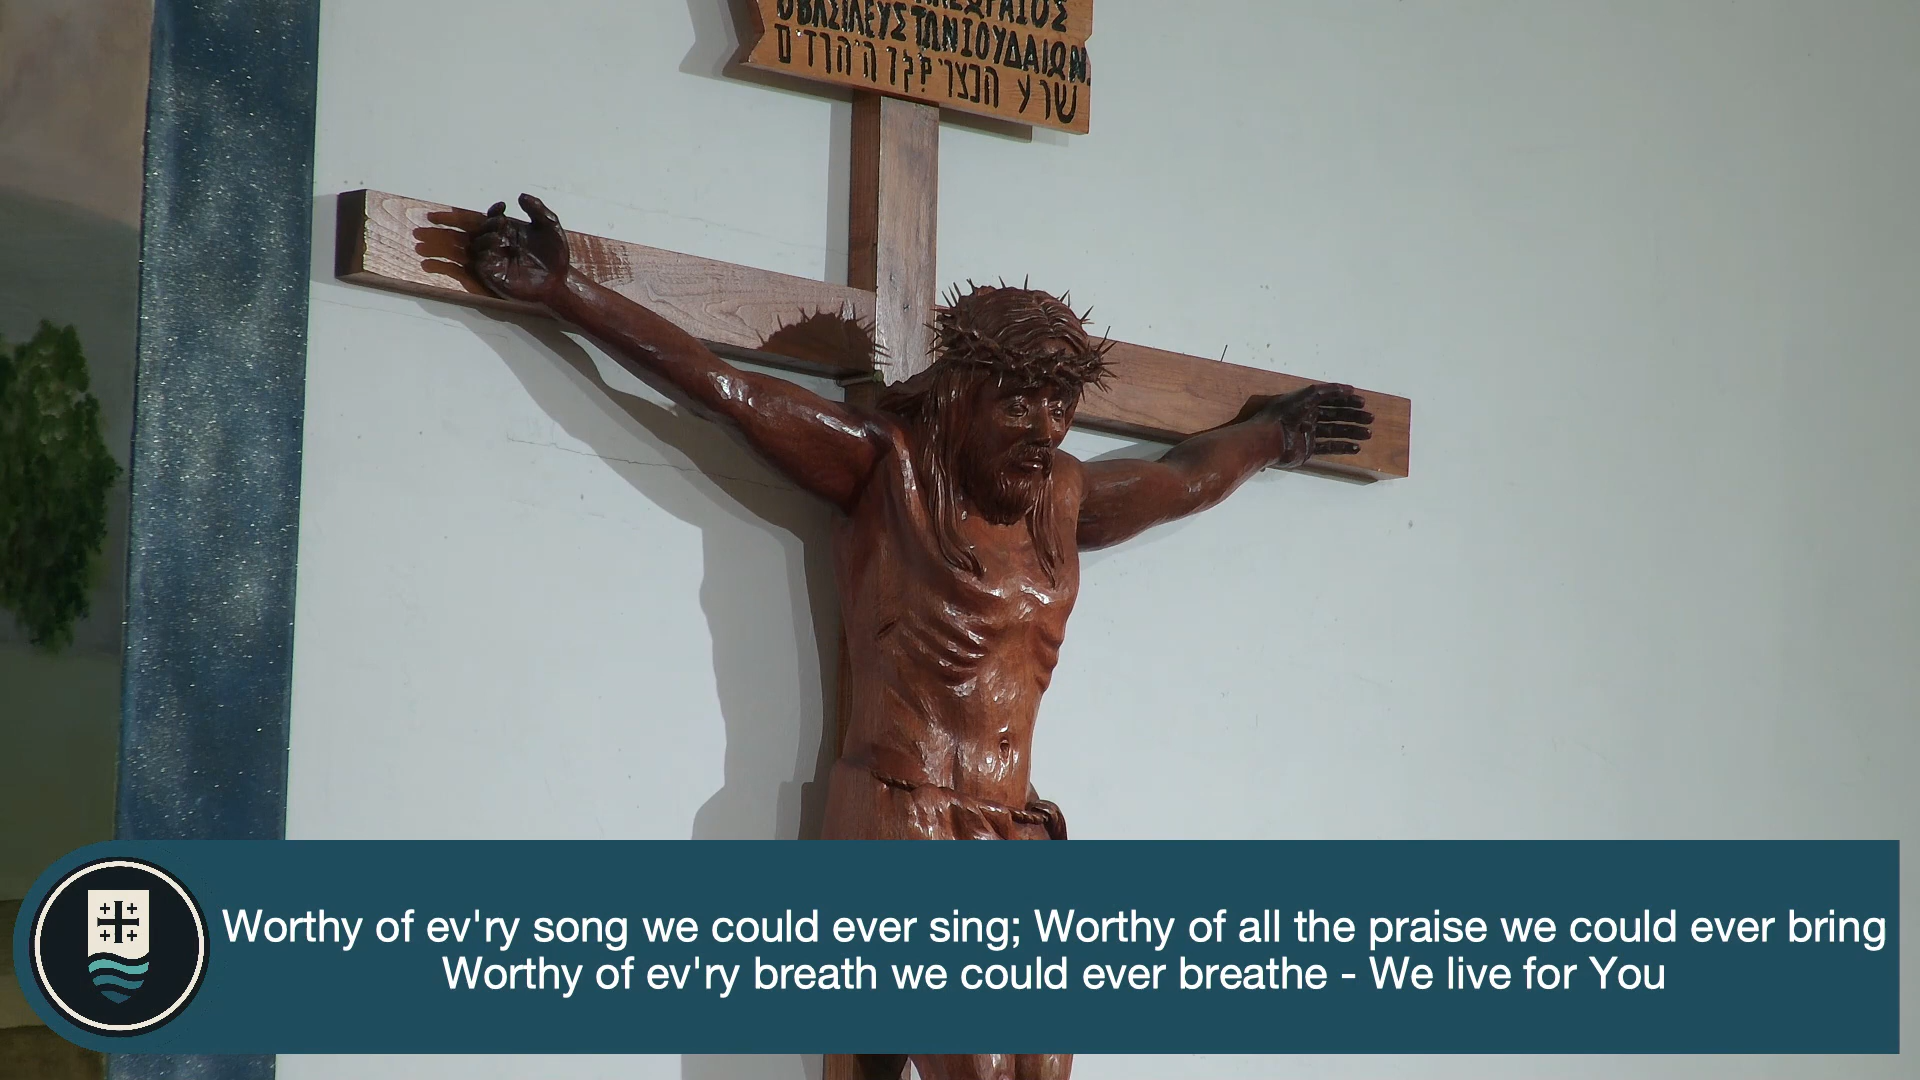 Ο ΒΑΣΙΛΕΥΣ ΤΩΝ ΙΟΥΔΑΙΩΝ
Worthy of ev'ry song we could ever sing; Worthy of all the praise we could ever bring
Worthy of ev'ry breath we could ever breathe - We live for You